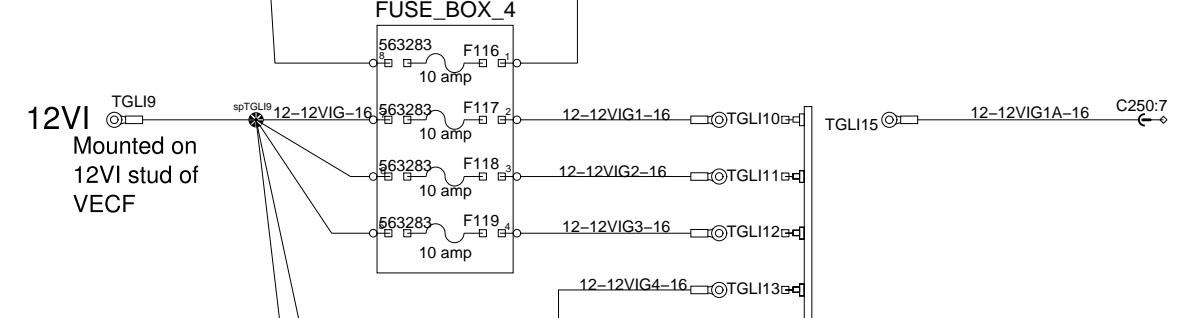 FUSE_BOX_4
563283 F116 1
8
10 amp
12VI TGLI9 spTGLI9 12−12VIG−16 563283 F117 2 12−12VIG1−16 TGLI10 TGLI15 12−12VIG1A−16 C250:7
10 amp
Mounted on
12VI stud of
VECF
563283 F118 3 12−12VIG2−16 TGLI11
10 amp
563283 F119 4 12−12VIG3−16 TGLI12
10 amp
12−12VIG4−16 TGLI13